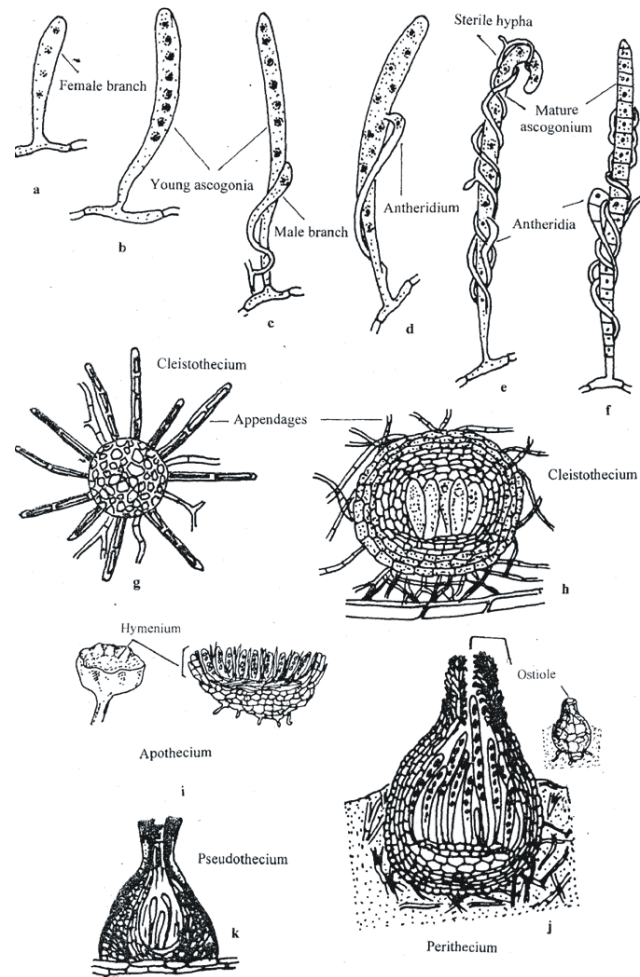 Sterile hypha
Female branch
Mature
ascogonium
a
Young ascogonia
Antheridium
b
Male branch
Antheridia
c
d
e
f
Cleistothecium
Appendages
Cleistothecium
g
h
Hymenium
Ostiole
Apothecium
i
Pseudothecium
k
j
Perithecium